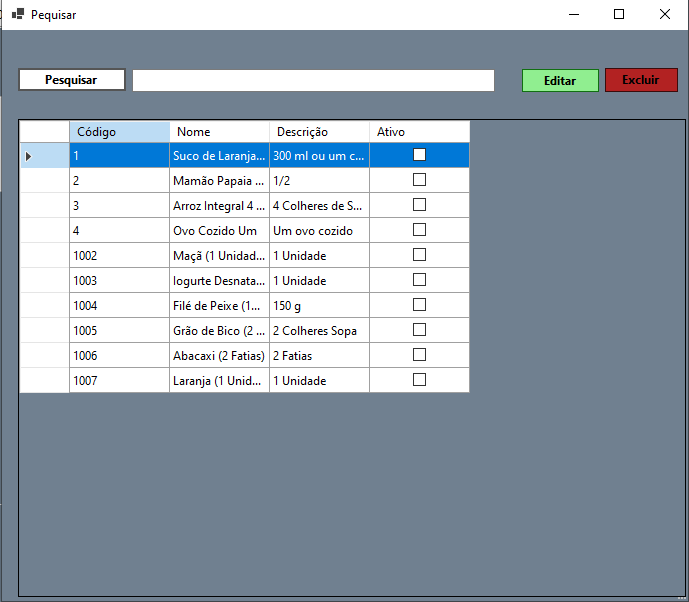 Pequisar
Pesquisar Editar Excluir
Código Nome Descrição Ativo
1 Suco de Laranja... 300 ml ou um c...
2 Mamão Papaia ... 1/2
3 Arroz Integral 4 ... 4 Colheres de S...
4 Ovo Cozido Um Um ovo cozido
1002 Maçã (1 Unidad... 1 Unidade
1003 Iogurte Desnata... 1 Unidade
1004 Filé de Peixe (1... 150 g
1005 Grão de Bico (2 ... 2 Colheres Sopa
1006 Abacaxi (2 Fatias) 2 Fatias
1007 Laranja (1 Unid... 1 Unidade